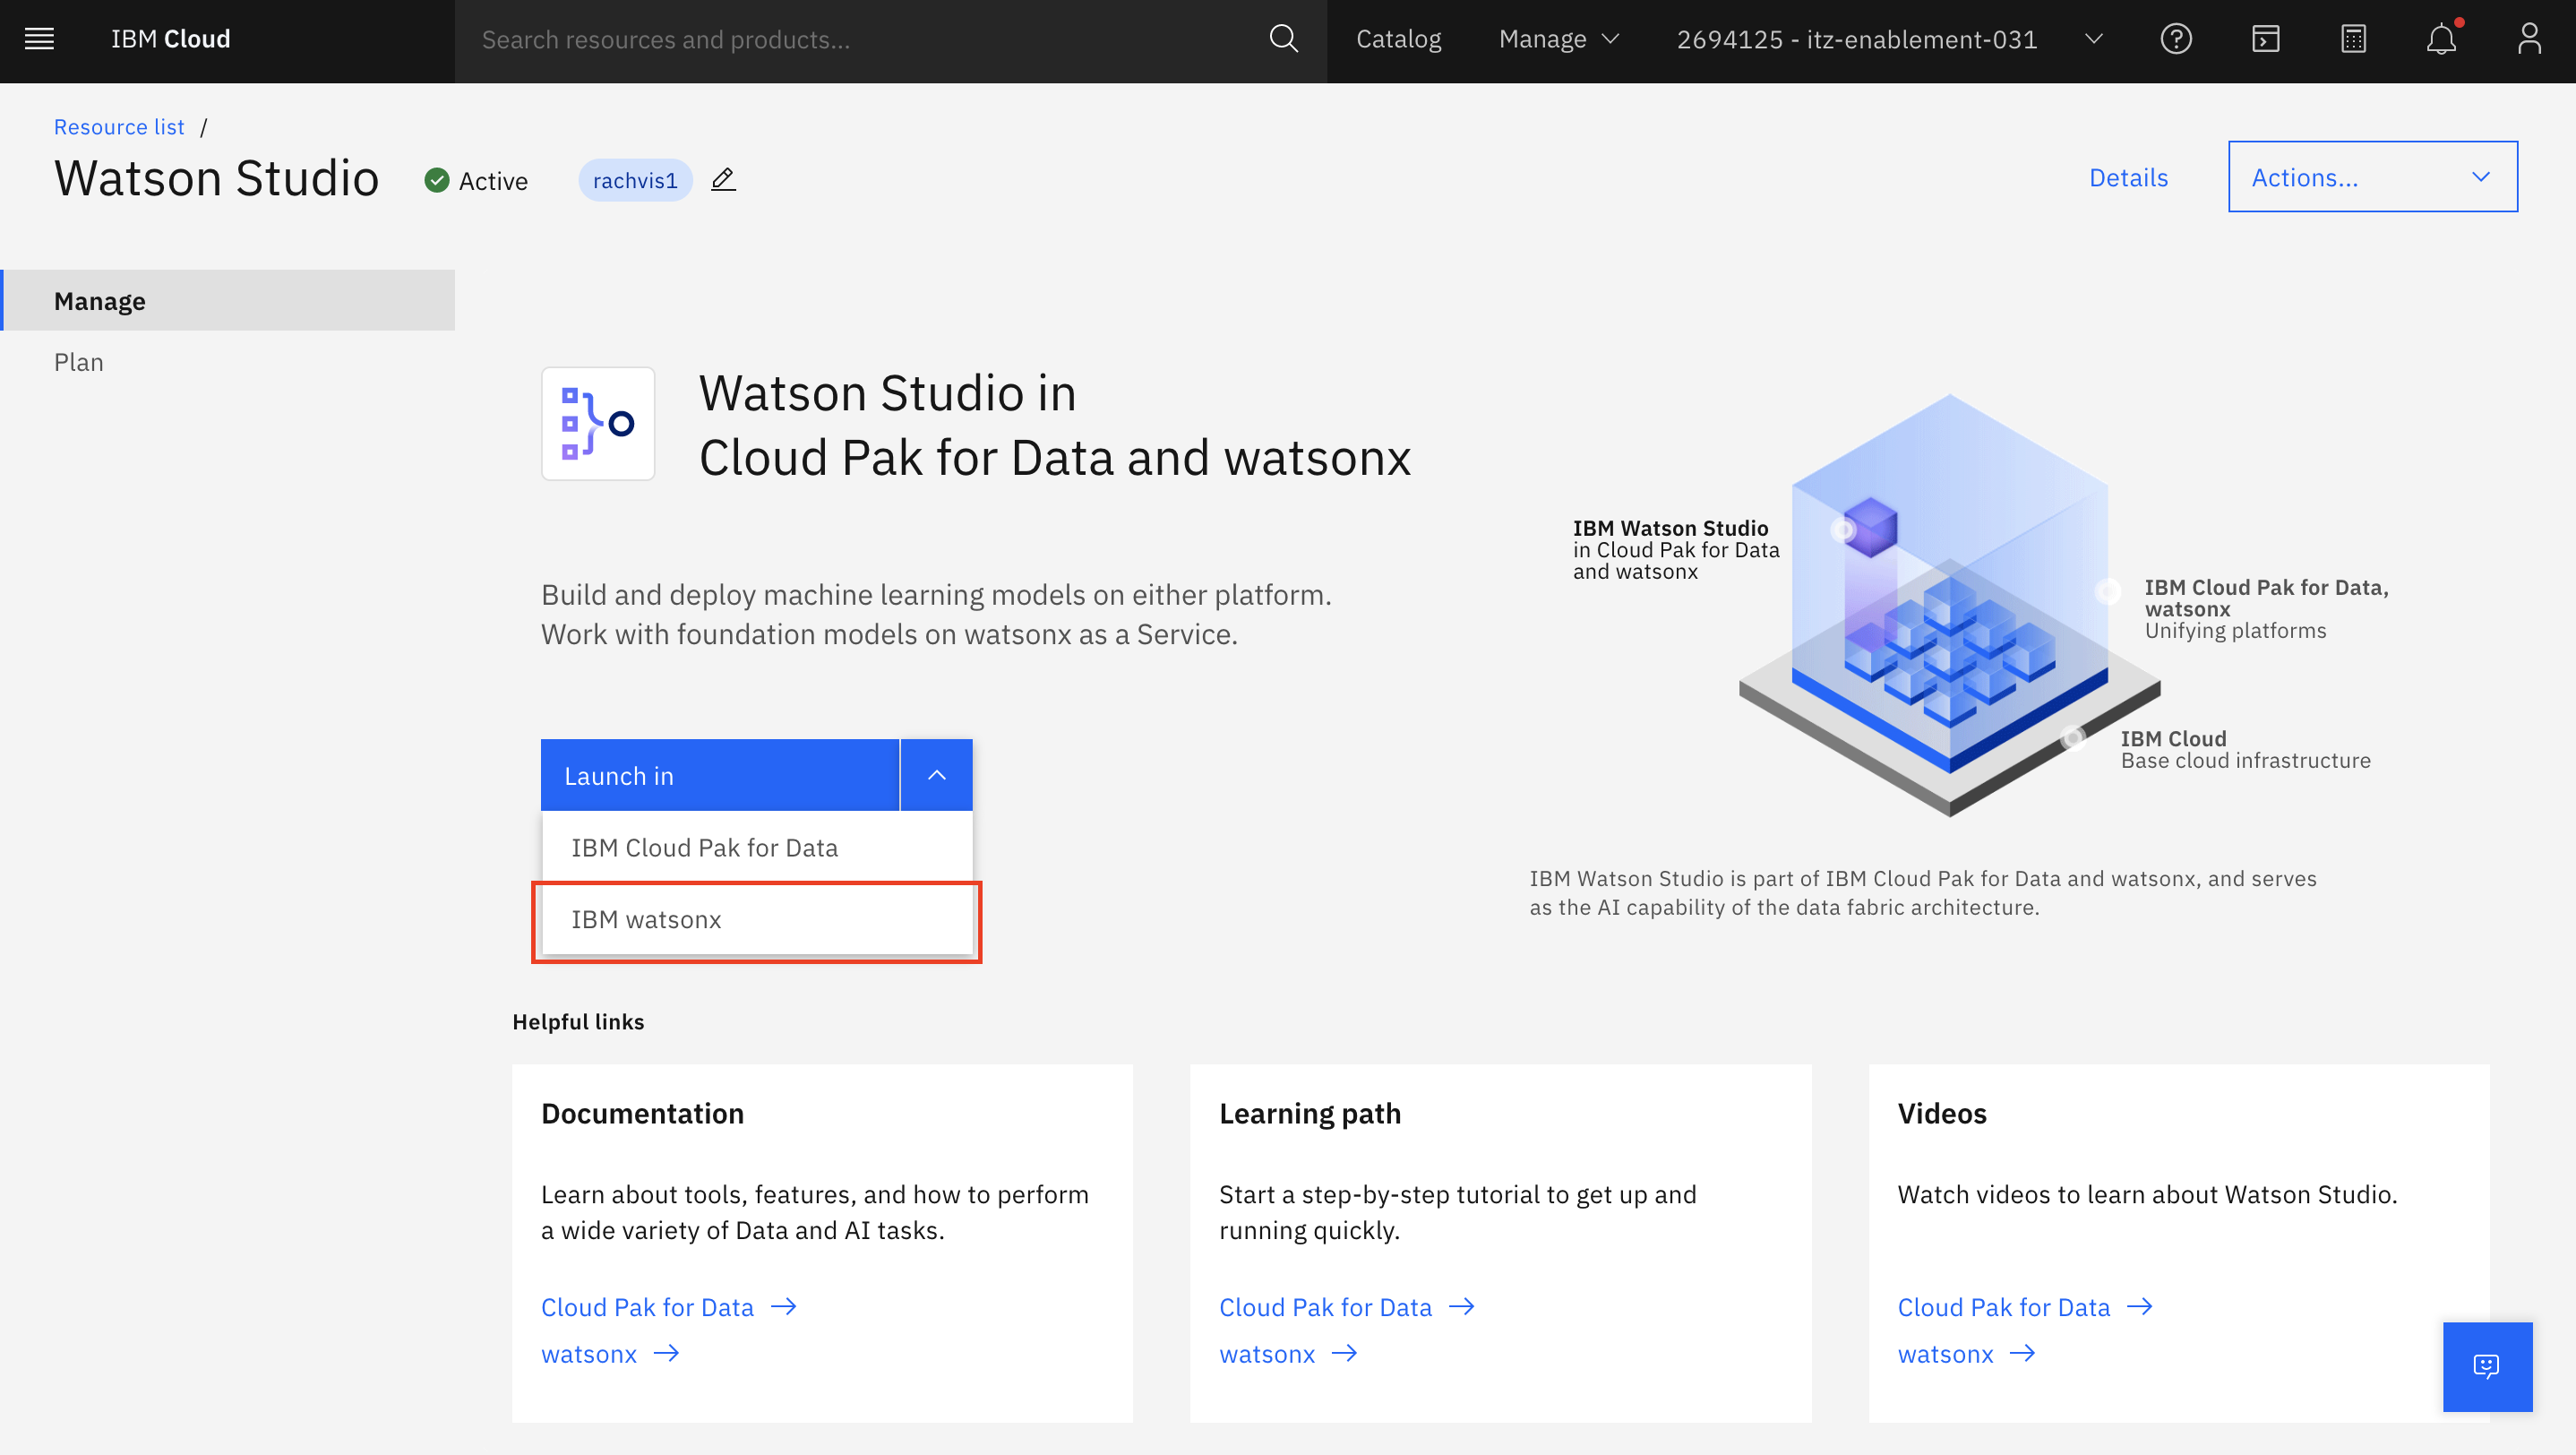 IBM Cloud
Search resources and products...
Catalog
Manage
2694125 - itz-enablement-031
Resource list /
Watson Studio
Active
rachvis1
Details
Actions...
Manage
Plan
Watson Studio in
Cloud Pak for Data and watsonx
Build and deploy machine learning models on either platform.
Work with foundation models on watsonx as a Service.
Launch in
IBM Cloud Pak for Data
IBM watsonx
IBM Watson Studio
in Cloud Pak for Data
and watsonx
IBM Cloud Pak for Data,
watsonx
Unifying platforms
IBM Cloud
Base cloud infrastructure
IBM Watson Studio is part of IBM Cloud Pak for Data and watsonx, and serves
as the AI capability of the data fabric architecture.
Helpful links
Documentation
Learn about tools, features, and how to perform
a wide variety of Data and AI tasks.
Cloud Pak for Data
watsonx
Learning path
Start a step-by-step tutorial to get up and
running quickly.
Cloud Pak for Data
watsonx
Videos
Watch videos to learn about Watson Studio.
Cloud Pak for Data
watsonx